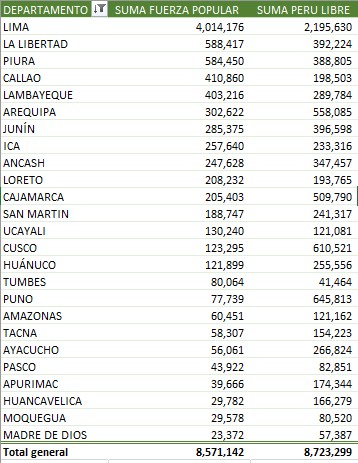 DEPARTAMENTO SUMA FUERZA POPULAR SUMA PERU LIBRE
LIMA 4,014,176 2,195,630
LA LIBERTAD 588,417 392,224
PIURA 584,450 388,805
CALLAO 410,860 198,503
LAMBAYEQUE 403,216 289,784
AREQUIPA 302,622 558,085
JUNÍN 285,375 396,598
ICA 257,640 233,316
ANCASH 247,628 347,457
LORETO 208,232 193,765
CAJAMARCA 205,403 509,790
SAN MARTIN 188,747 241,317
UCAYALI 130,240 121,081
CUSCO 123,295 610,521
HUÁNUCO 121,899 255,556
TUMBES 80,064 41,464
PUNO 77,739 645,813
AMAZONAS 60,451 121,162
TACNA 58,307 154,223
AYACUCHO 56,061 266,824
PASCO 43,922 82,851
APURIMAC 39,666 174,344
HUANCAVELICA 29,782 166,279
MOQUEGUA 29,578 80,520
MADRE DE DIOS 23,372 57,387
Total general 8,571,142 8,723,299